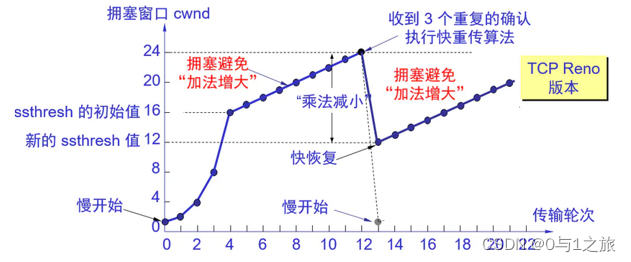 拥塞窗口 cwnd
收到 3 个重复的确认
执行快重传算法
24
20
ssthresh 的初始值 16
新的 ssthresh 值 12
8
4
0
拥塞避免
“加法增大”
“乘法减小”
拥塞避免
“加法增大”
TCP Reno
版本
快恢复
慢开始
慢开始
传输轮次
0 2 4 6 8 10 12 13 14 16 18 20 22
CSDN @0与1之旅